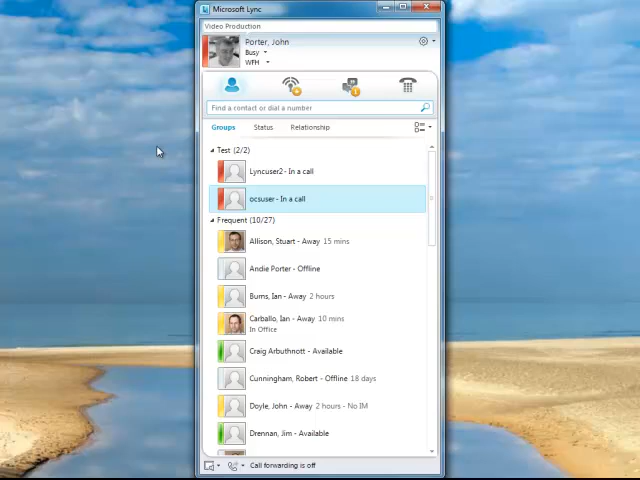 Microsoft Lync
Video Production
Porter, John
Busy
WFH
Find a contact or dial a number
Groups Status Relationship
Test (2/2)
Lyncuser2 - In a call
ocsuser - In a call
Frequent (10/27)
Allison, Stuart - Away 15 mins
Andie Porter - Offline
Burns, Ian - Away 2 hours
Carballo, Ian - Away 10 mins
In Office
Craig Arbuthnott - Available
Cunningham, Robert - Offline 18 days
Doyle, John - Away 2 hours - No IM
Drennan, Jim - Available
Call forwarding is off